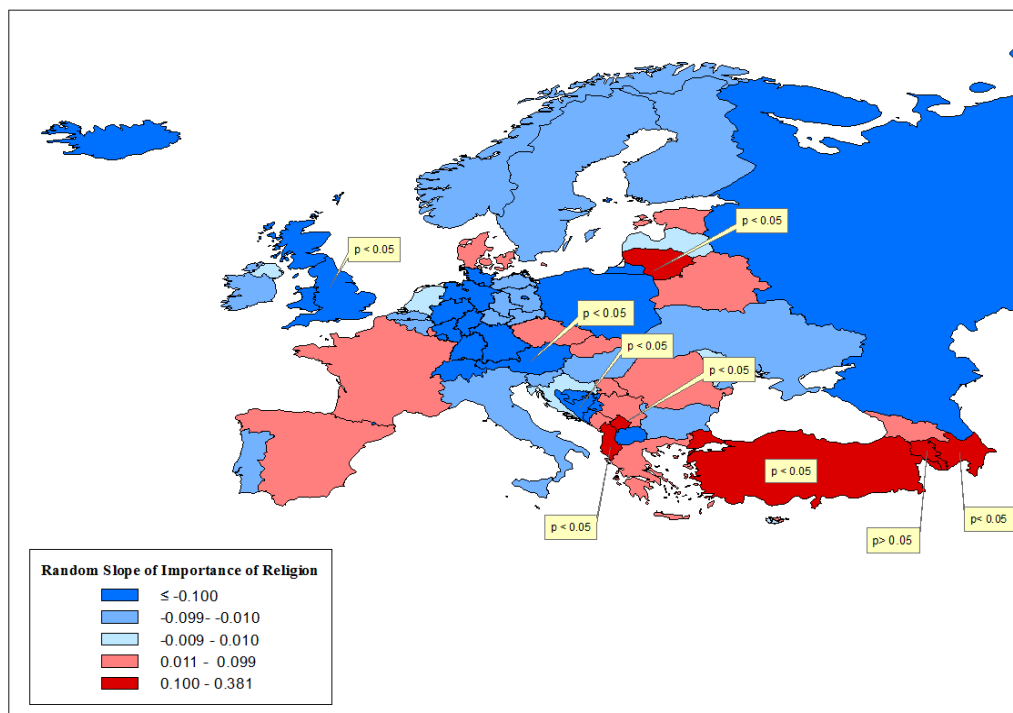 p < 0.05
p < 0.05
p < 0.05
p < 0.05
p < 0.05
p < 0.05
p < 0.05
p> 0.05
p< 0.05
Random Slope of Importance of Religion
≤ -0.100
-0.099- -0.010
-0.009 - 0.010
0.011 - 0.099
0.100 - 0.381